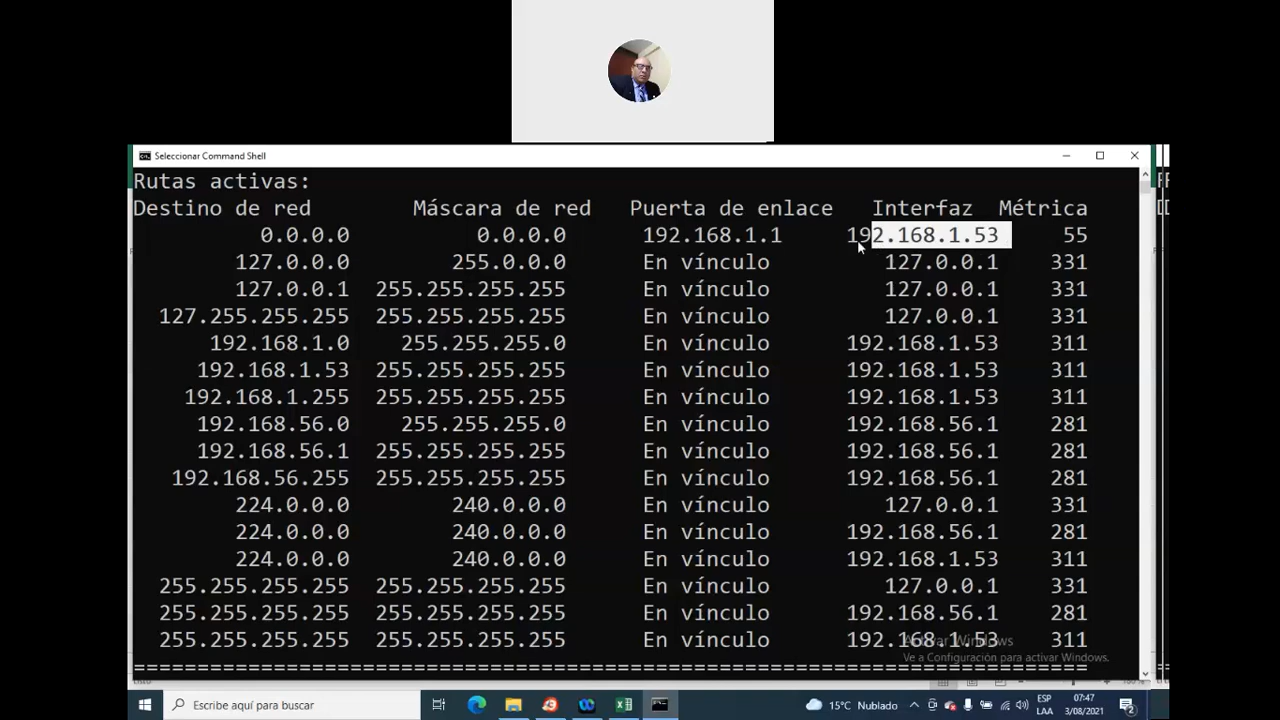 Seleccionar Command Shell
Rutas activas:
Destino de red Máscara de red Puerta de enlace Interfaz Métrica
0.0.0.0 0.0.0.0 192.168.1.1 192.168.1.53 55
127.0.0.0 255.0.0.0 En vínculo 127.0.0.1 331
127.0.0.1 255.255.255.255 En vínculo 127.0.0.1 331
127.255.255.255 255.255.255.255 En vínculo 127.0.0.1 331
192.168.1.0 255.255.255.0 En vínculo 192.168.1.53 311
192.168.1.53 255.255.255.255 En vínculo 192.168.1.53 311
192.168.1.255 255.255.255.255 En vínculo 192.168.1.53 311
192.168.56.0 255.255.255.0 En vínculo 192.168.56.1 281
192.168.56.1 255.255.255.255 En vínculo 192.168.56.1 281
192.168.56.255 255.255.255.255 En vínculo 192.168.56.1 281
224.0.0.0 240.0.0.0 En vínculo 127.0.0.1 331
224.0.0.0 240.0.0.0 En vínculo 192.168.56.1 281
224.0.0.0 240.0.0.0 En vínculo 192.168.1.53 311
255.255.255.255 255.255.255.255 En vínculo 127.0.0.1 331
255.255.255.255 255.255.255.255 En vínculo 192.168.56.1 281
255.255.255.255 255.255.255.255 En vínculo 192.168.1.53 311
Activar Windows
Ve a Configuración para activar Windows.
===========================================================================
Escribe aquí para buscar
15°C Nublado
ESP
LAA
07:47
3/08/2021
2